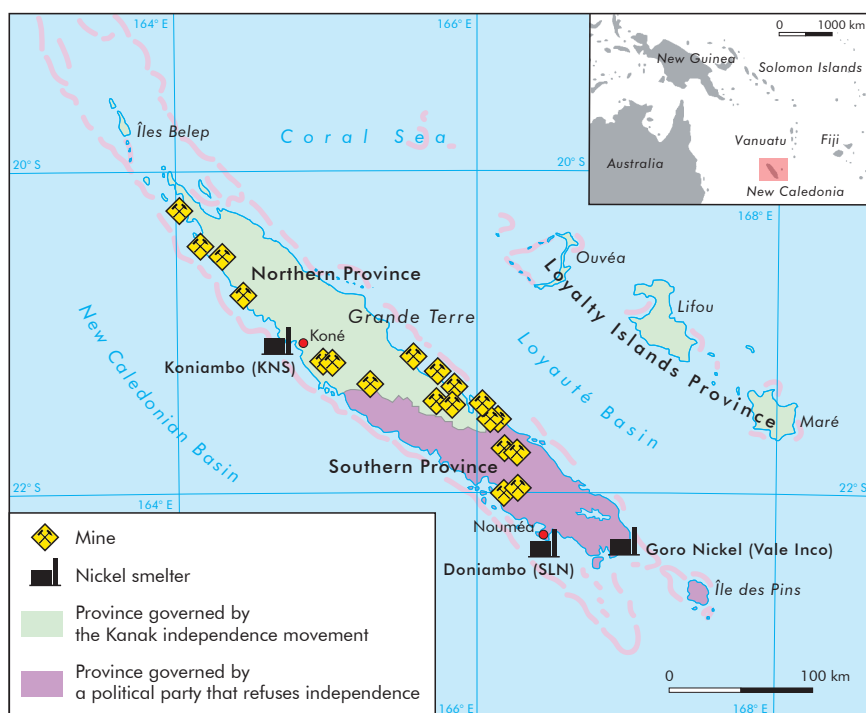 164° E
166° E
0 1000 km
New Guinea
Solomon Islands
Vanuatu
Fiji
Australia
New Caledonia
Îles Belep
Coral Sea
20° S
20° S
168° E
Ouvéa
Northern Province
Loyalty Islands Province
Lifou
Grande Terre
New Caledonian Basin
Koné
Koniambo (KNS)
Loyauté Basin
Maré
Southern Province
164° E
22° S
22° S
Nouméa
Doniambo (SLN)
Goro Nickel (Vale Inco)
Île des Pins
Mine
Nickel smelter
Province governed by
the Kanak independence movement
Province governed by
a political party that refuses independence
0 100 km
166° E
168° E